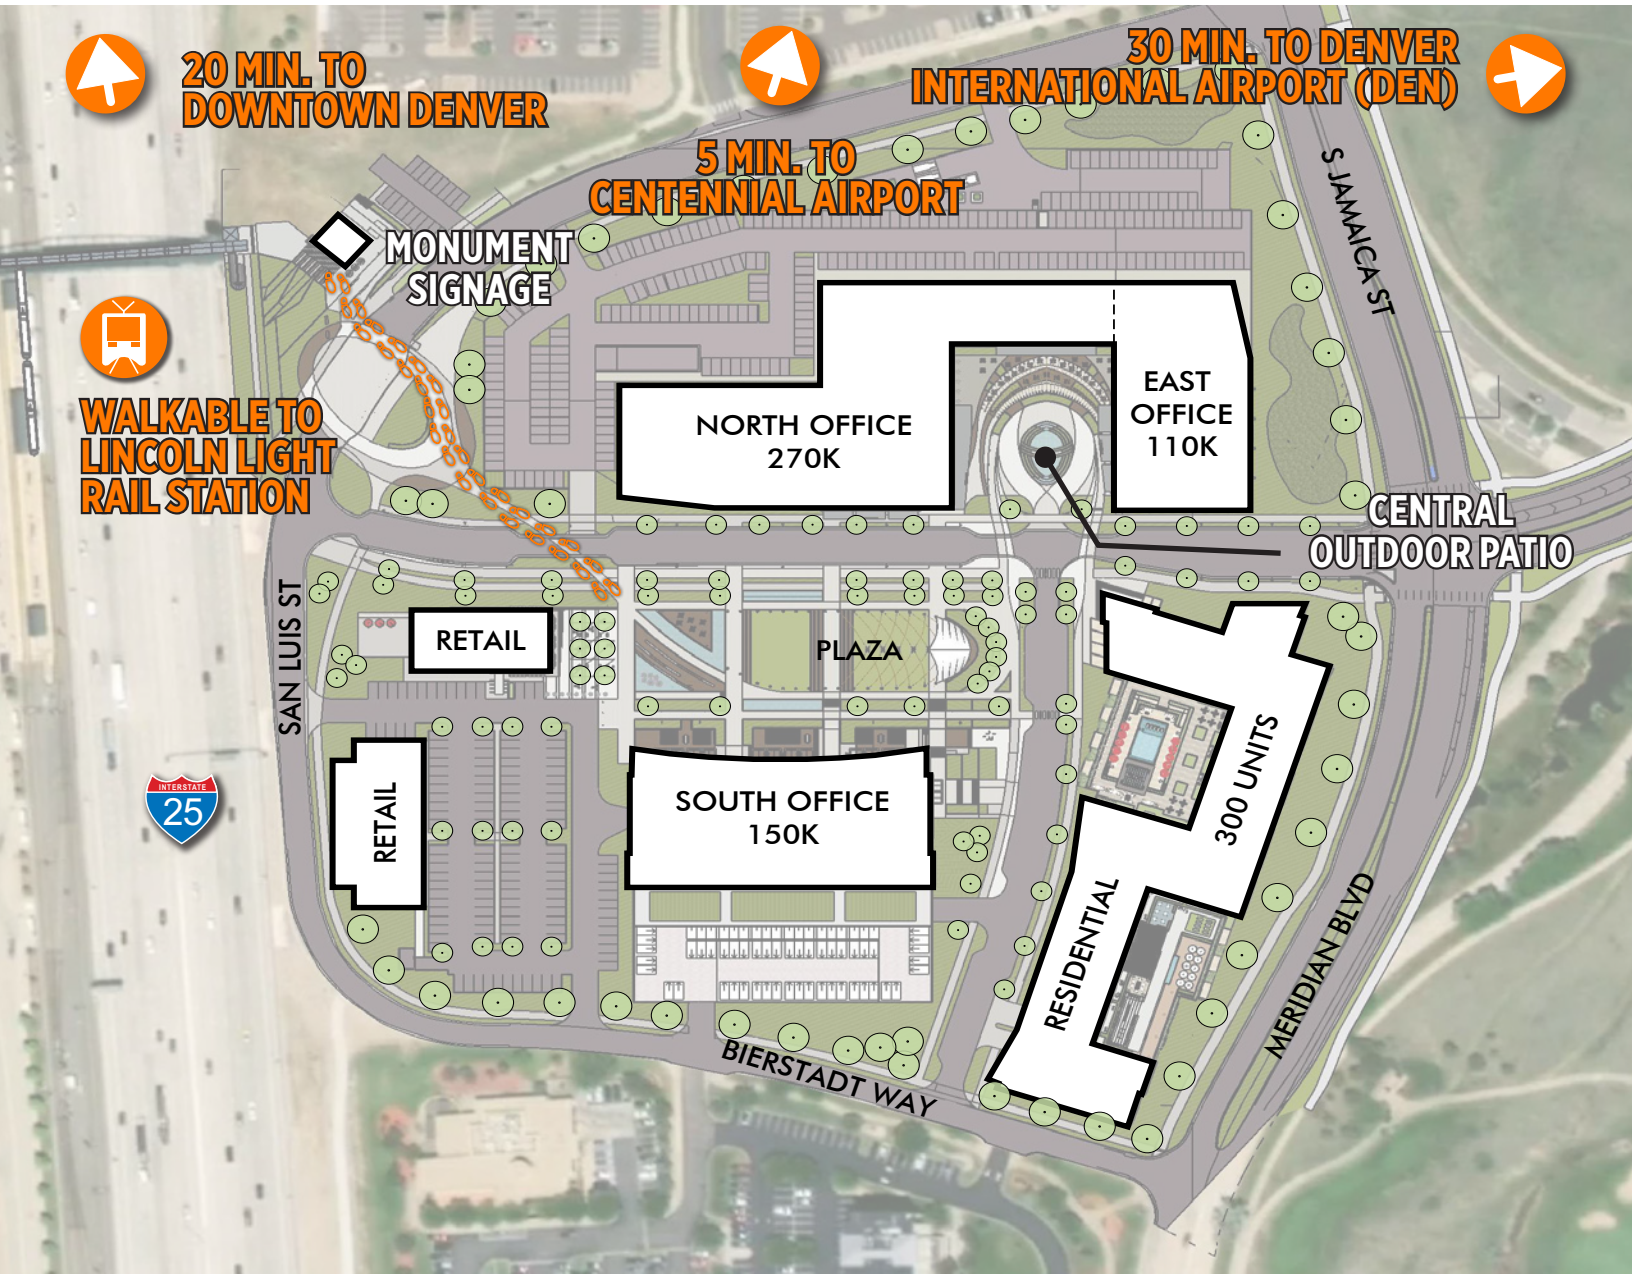 20 MIN. TO
DOWNTOWN DENVER
5 MIN. TO
CENTENNIAL AIRPORT
30 MIN. TO DENVER
INTERNATIONAL AIRPORT (DEN)
S JAMAICA ST
MONUMENT
SIGNAGE
WALKABLE TO
LINCOLN LIGHT
RAIL STATION
NORTH OFFICE
270K
EAST
OFFICE
110K
CENTRAL
OUTDOOR PATIO
SAN LUIS ST
RETAIL
PLAZA
RETAIL
SOUTH OFFICE
150K
300 UNITS
RESIDENTIAL
INTERSTATE
25
MERIDIAN BLVD
BIERSTADT WAY